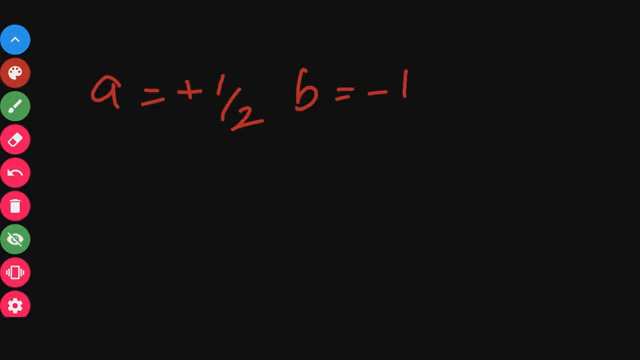 a = + 1/2 b = - 1